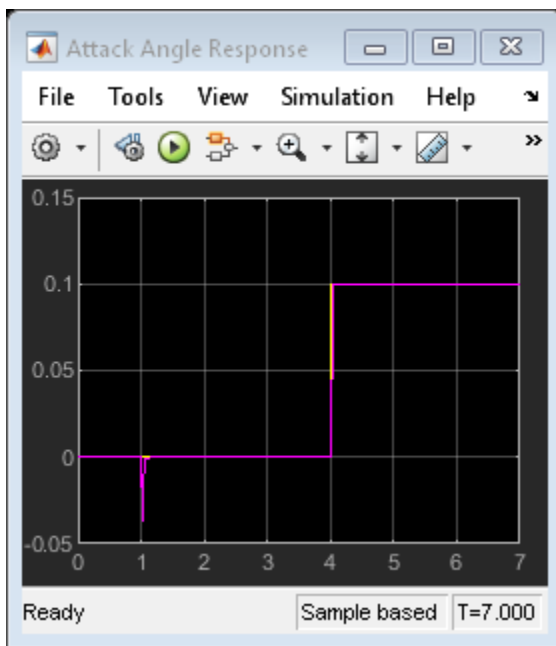 Attack Angle Response
File Tools View Simulation Help
0.15
0.1
0.05
0
-0.05
0 1 2 3 4 5 6 7
Ready Sample based T=7.000